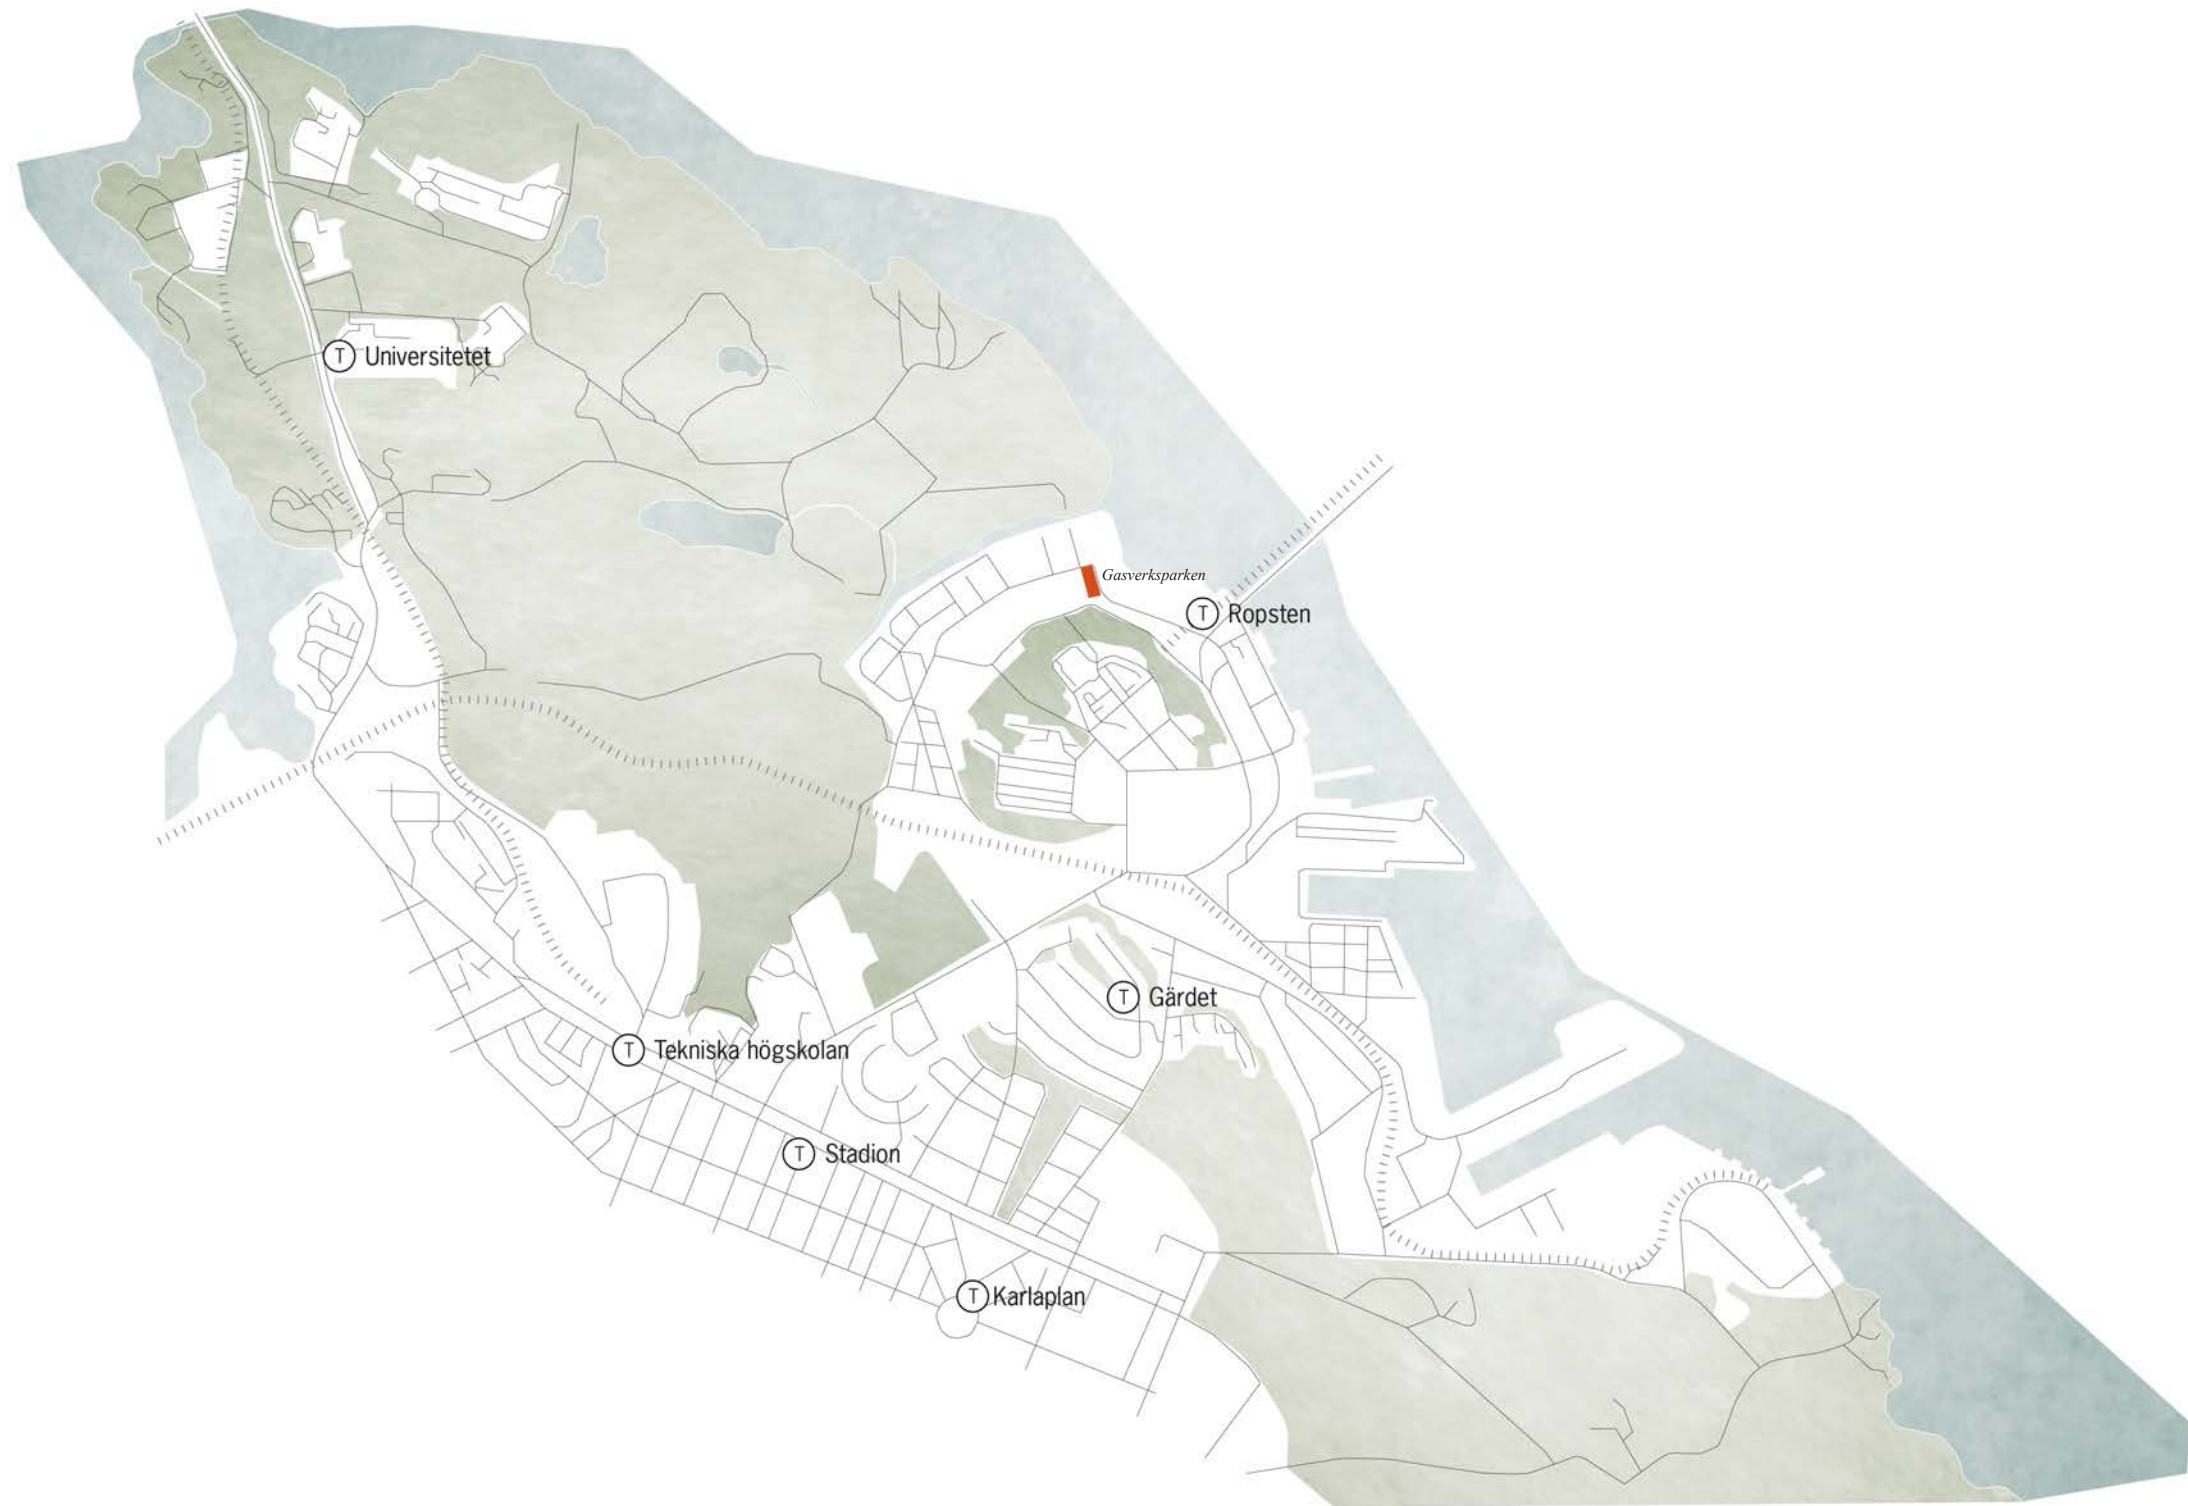 T Universitetet
Gasverksparken
T Ropsten
T Gärdet
T Tekniska högskolan
T Stadion
T Karlaplan